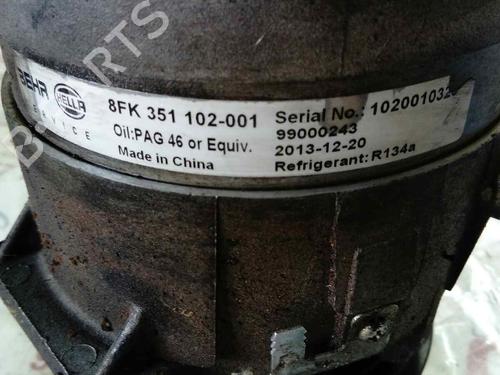 BEHR HELLA
SERVICE
8FK 351 102-001
Oil:PAG 46 or Equiv.
Made in China
Serial No.: 102001032
99000243
2013-12-20
Refrigerant: R134a
PARTS